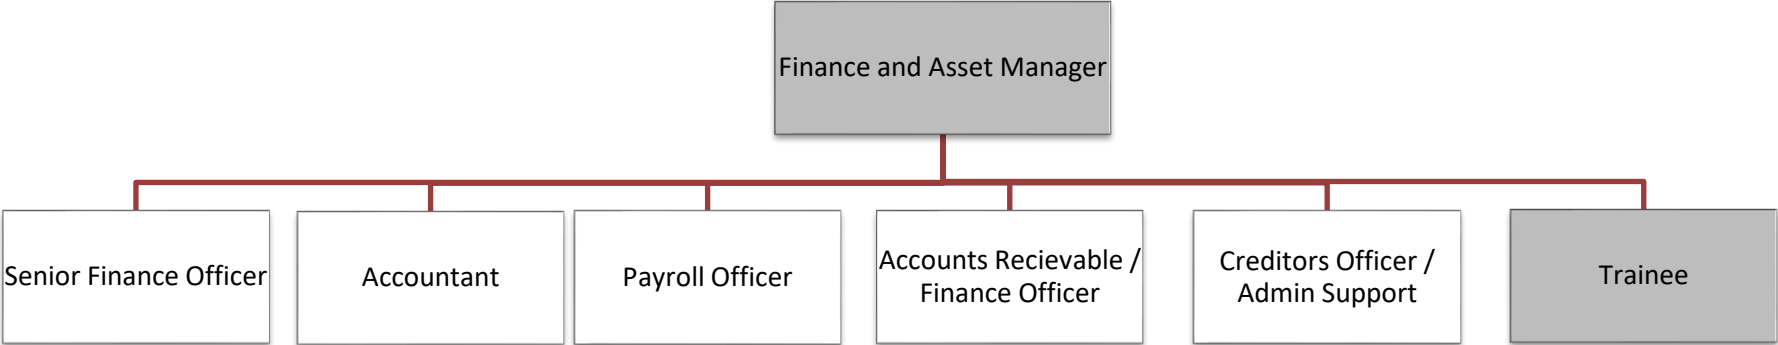 Finance and Asset Manager
Senior Finance Officer
Accountant
Payroll Officer
Accounts Recievable /
Finance Officer
Creditors Officer /
Admin Support
Trainee